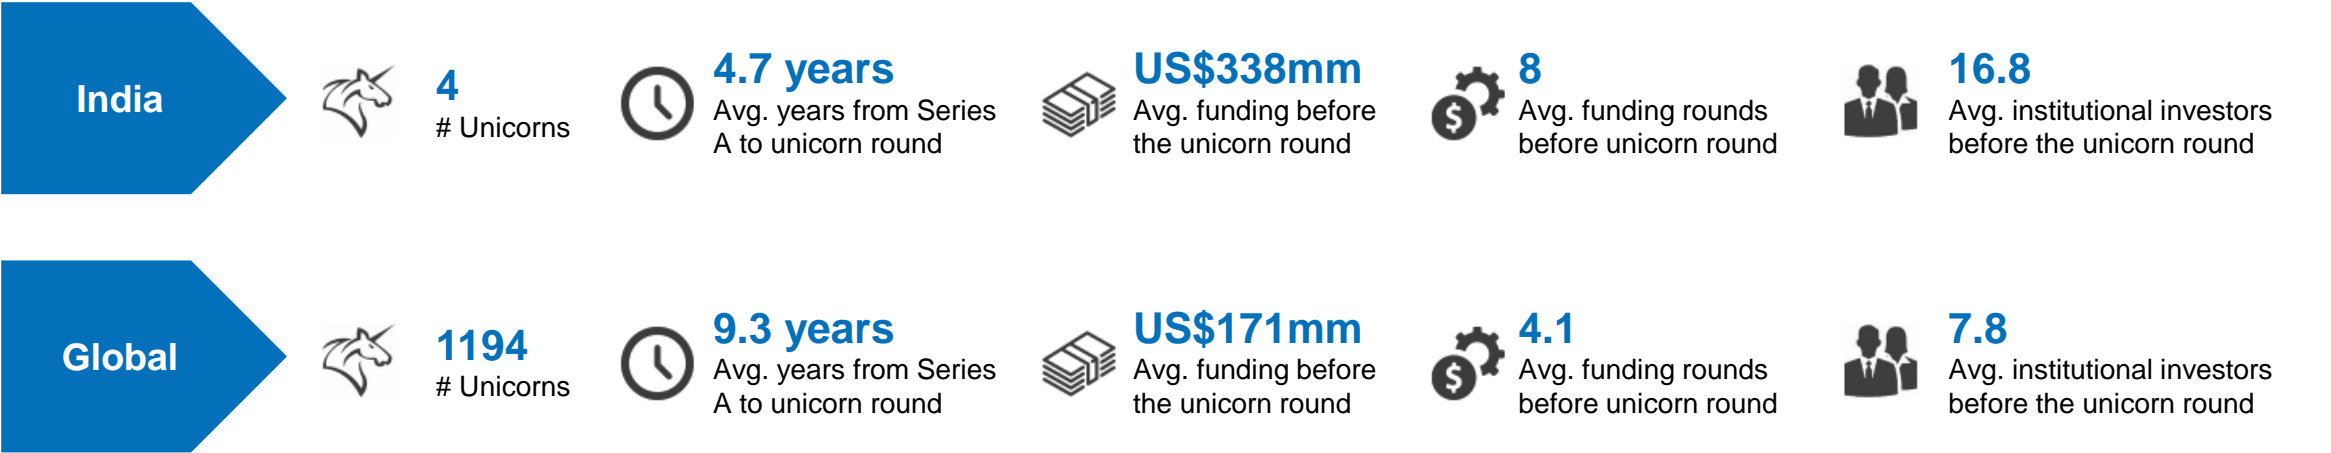 India
4
# Unicorns
4.7 years
Avg. years from Series
A to unicorn round
US$338mm
Avg. funding before
the unicorn round
8
Avg. funding rounds
before unicorn round
16.8
Avg. institutional investors
before the unicorn round
Global
1194
# Unicorns
9.3 years
Avg. years from Series
A to unicorn round
US$171mm
Avg. funding before
the unicorn round
4.1
Avg. funding rounds
before unicorn round
7.8
Avg. institutional investors
before the unicorn round